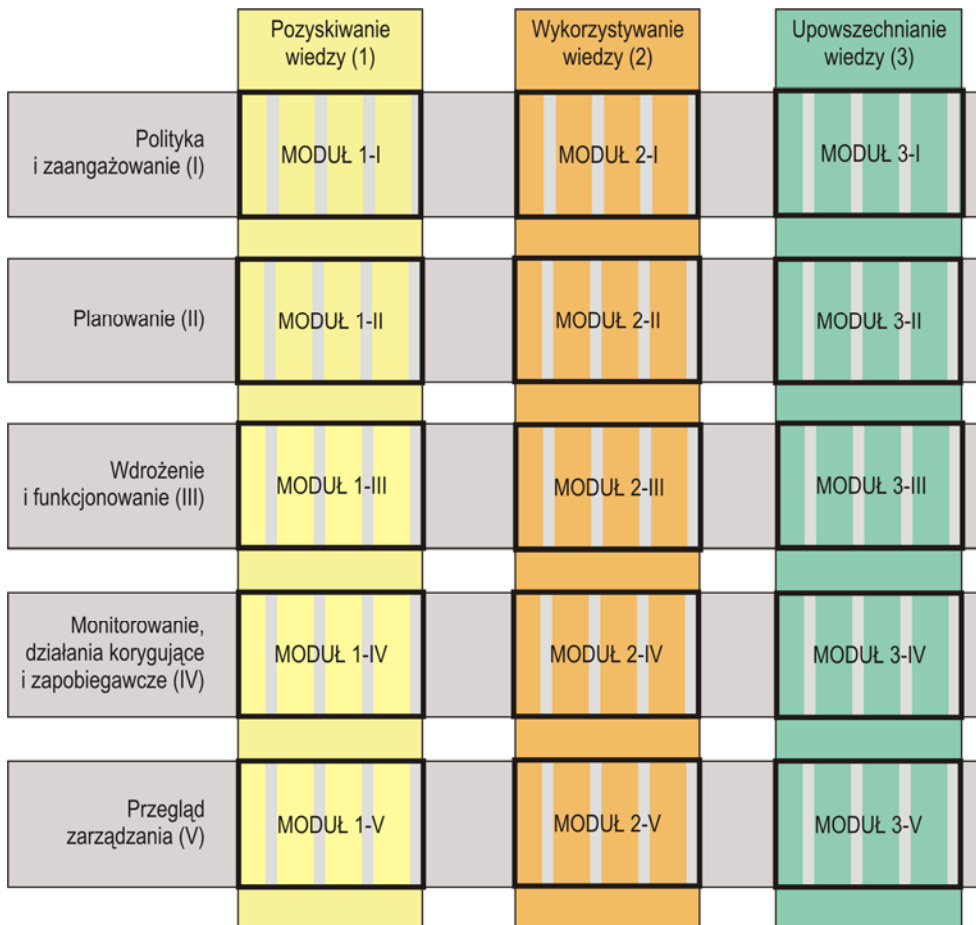 Pozyskiwanie
wiedzy (1)
Wykorzystywanie
wiedzy (2)
Upowszechnianie
wiedzy (3)
Polityka
i zaangażowanie (I)
MODUŁ 1-I
MODUŁ 2-I
MODUŁ 3-I
Planowanie (II)
MODUŁ 1-II
MODUŁ 2-II
MODUŁ 3-II
Wdrożenie
i funkcjonowanie (III)
MODUŁ 1-III
MODUŁ 2-III
MODUŁ 3-III
Monitorowanie,
działania korygujące
i zapobiegawcze (IV)
MODUŁ 1-IV
MODUŁ 2-IV
MODUŁ 3-IV
Przegląd
zarządzania (V)
MODUŁ 1-V
MODUŁ 2-V
MODUŁ 3-V